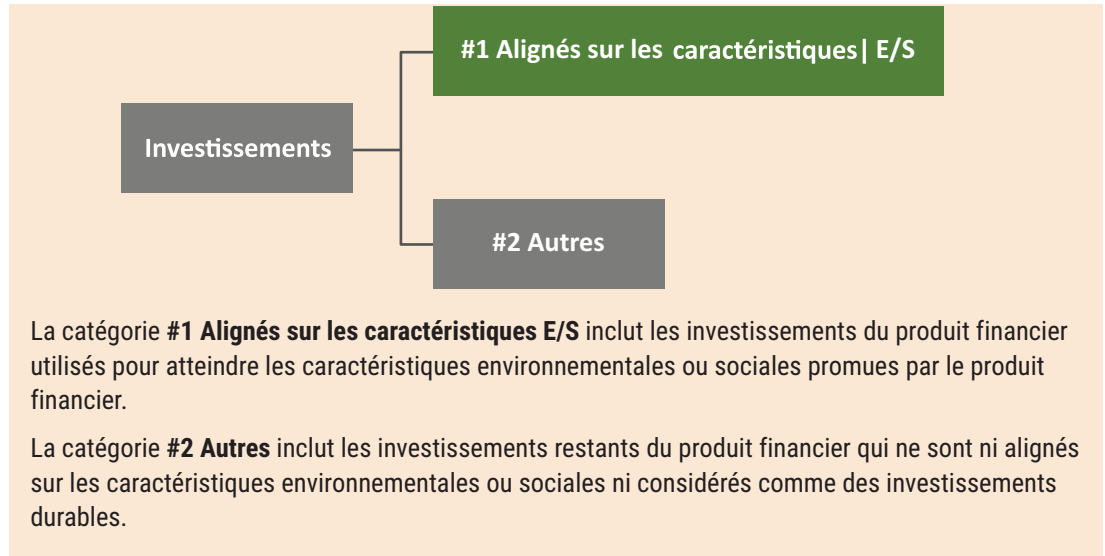 #1 Alignés sur les caractéristiques| E/S
Investissements
#2 Autres
La catégorie #1 Alignés sur les caractéristiques E/S inclut les investissements du produit financier
utilisés pour atteindre les caractéristiques environnementales ou sociales promues par le produit
financier.
La catégorie #2 Autres inclut les investissements restants du produit financier qui ne sont ni alignés
sur les caractéristiques environnementales ou sociales ni considérés comme des investissements
durables.